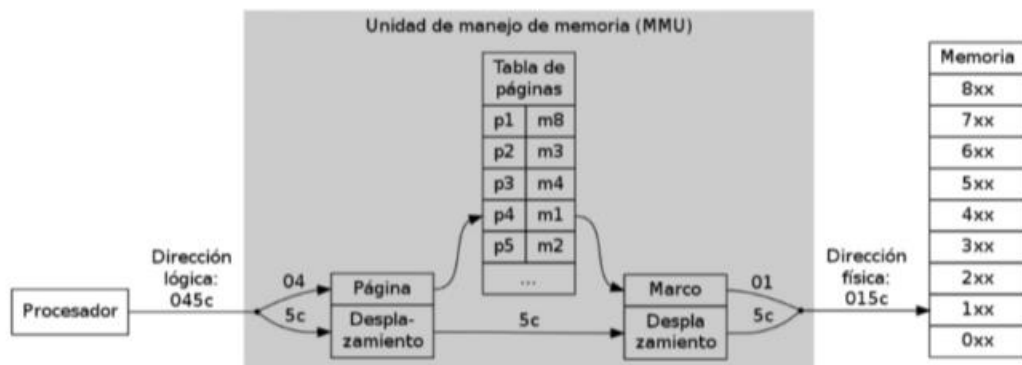 Unidad de manejo de memoria (MMU)
Tabla de
páginas
p1 m8
p2 m3
p3 m4
p4 m1
p5 m2
...
Procesador
Dirección
lógica:
045c
04
5c
Página
Despla-
zamiento
5c
Marco
Despla
zamiento
01
5c
Dirección
física:
015c
Memoria
8xx
7xx
6xx
5xx
4xx
3xx
2xx
1xx
0xx